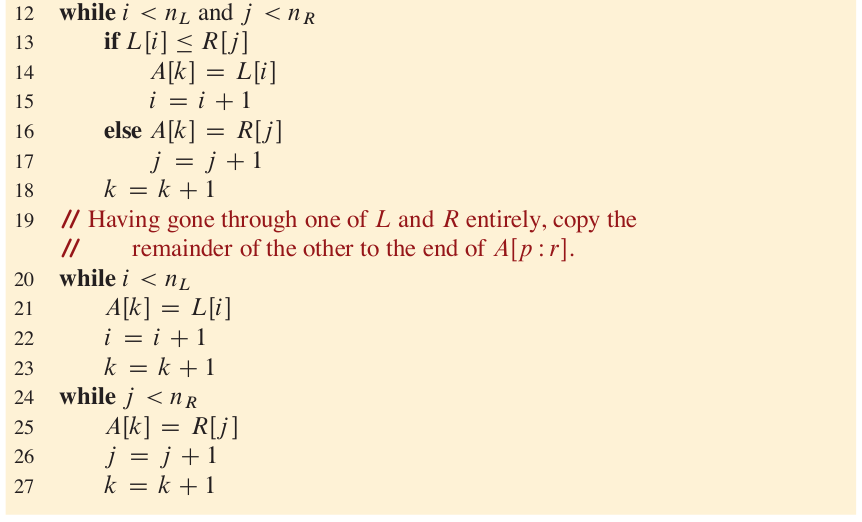 12 while i < n_L and j < n_R
13 if L[i] ≤ R[j]
14 A[k] = L[i]
15 i = i + 1
16 else A[k] = R[j]
17 j = j + 1
18 k = k + 1
19 // Having gone through one of L and R entirely, copy the
// remainder of the other to the end of A[p : r].
20 while i < n_L
21 A[k] = L[i]
22 i = i + 1
23 k = k + 1
24 while j < n_R
25 A[k] = R[j]
26 j = j + 1
27 k = k + 1